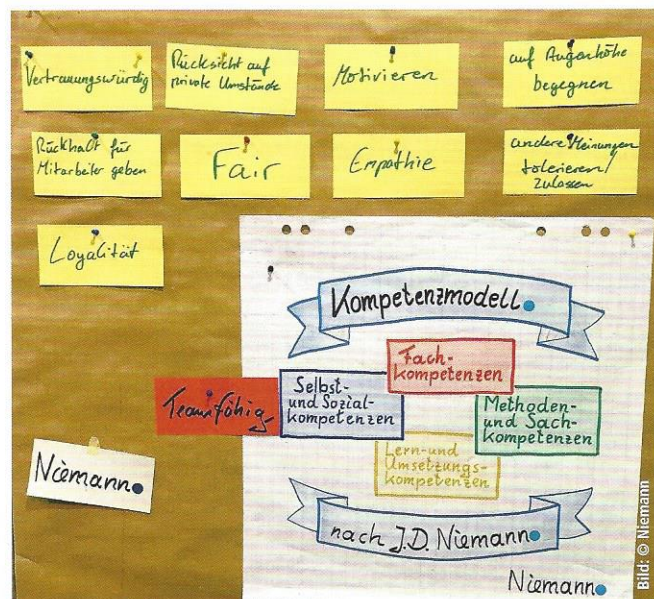 Vertrauungswürdig
Rücksicht auf
private Umstände
Motivieren
auf Augenhöhe
begegnen
Rückhalt für
Mitarbeiter geben
Fair
Empathie
andere Meinungen
tolerieren/
zulassen
Loyalität
Kompetenzmodell
Fach-
kompetenzen
Teamfähig
Selbst-
und Sozial-
kompetenzen
Methoden-
und Sach-
kompetenzen
Lern- und
Umsetzungs-
kompetenzen
Niemann
nach J.D. Niemann
Niemann
Bild: © Niemann